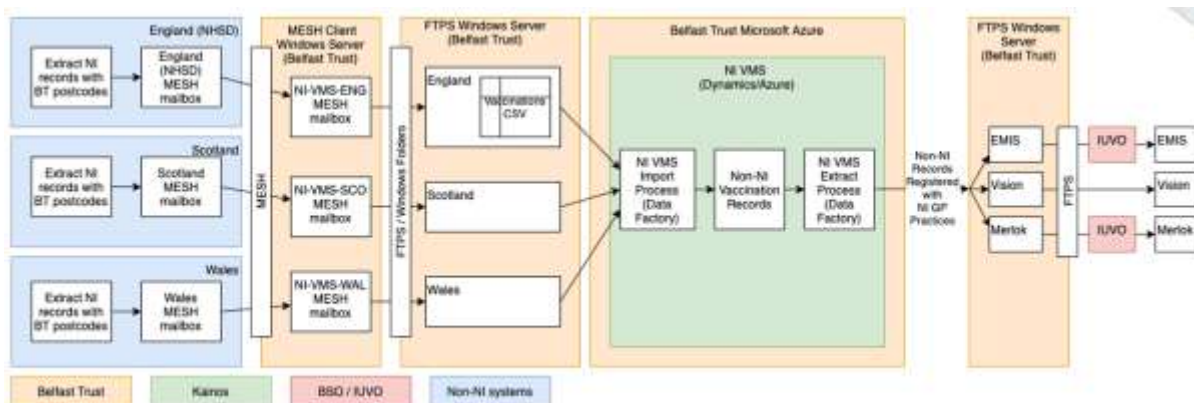 England (NHSD)
Extract NI
records with
BT postcodes
England
(NHSD)
MESH
mailbox
Scotland
Extract NI
records with
BT postcodes
Scotland
MESH
mailbox
Wales
Extract NI
records with
BT postcodes
Wales
MESH
mailbox
MESH
MESH Client
Windows Server
(Belfast Trust)
NI-VMS-ENG
MESH
mailbox
NI-VMS-SCO
MESH
mailbox
NI-VMS-WAL
MESH
mailbox
FTPS / Windows Folders
FTPS Windows Server
(Belfast Trust)
England
Vaccinations
CSV
Scotland
Wales
Belfast Trust Microsoft Azure
NI VMS
(Dynamics/Azure)
NI VMS
Import
Process
(Data
Factory)
Non-NI
Vaccination
Records
NI VMS
Extract
Process
(Data
Factory)
Non-NI
Records
Registered
with
NI GP
Practices
FTPS Windows
Server
(Belfast Trust)
EMIS
Vision
Merlok
FTPS
IUVO
IUVO
EMIS
Vision
Merlok
Belfast Trust
Kainos
BSO / IUVO
Non-NI systems